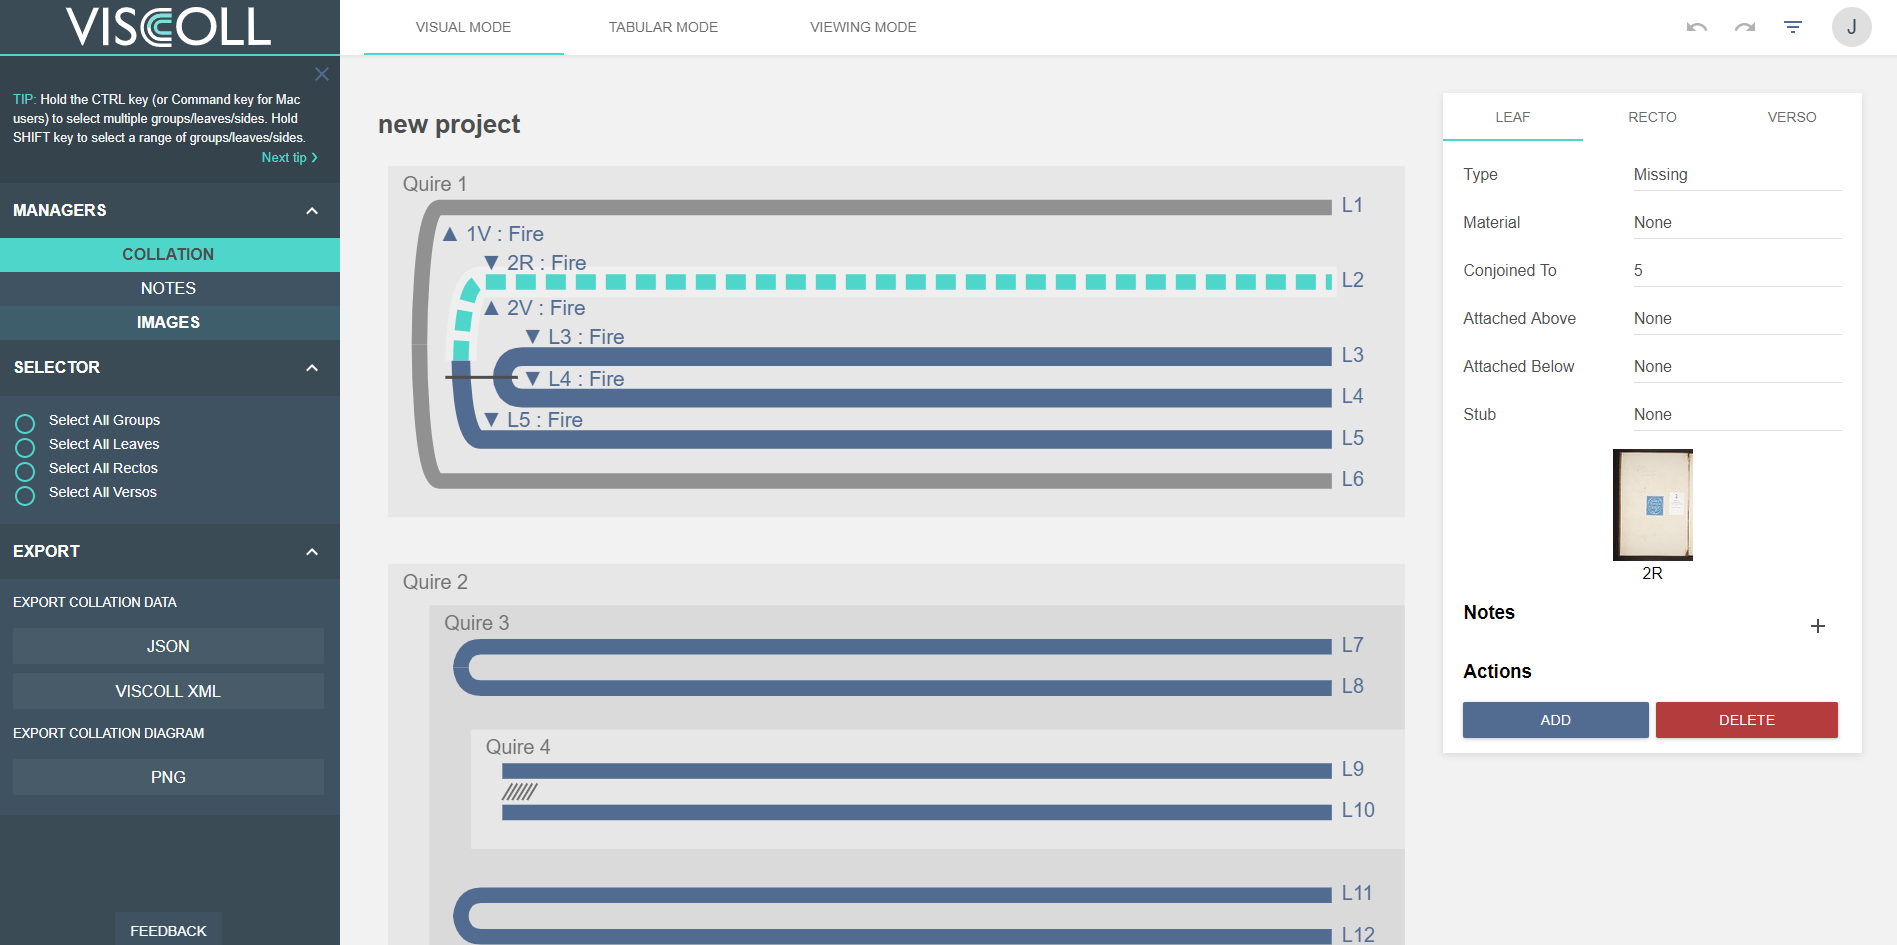 VISCOLL
VISUAL MODE
TABULAR MODE
VIEWING MODE
J
TIP: Hold the CTRL key (or Command key for Mac
users) to select multiple groups/leaves/sides. Hold
SHIFT key to select a range of groups/leaves/sides.
Next tip
MANAGERS
COLLATION
NOTES
IMAGES
SELECTOR
Select All Groups
Select All Leaves
Select All Rectos
Select All Versos
EXPORT
EXPORT COLLATION DATA
JSON
VISCOLL XML
EXPORT COLLATION DIAGRAM
PNG
FEEDBACK
new project
Quire 1
L1
▲ 1V : Fire
▼ 2R : Fire
L2
▲ 2V : Fire
▼ L3 : Fire
L3
▼ L4 : Fire
L4
▼ L5 : Fire
L5
L6
Quire 2
Quire 3
L7
L8
Quire 4
L9
L10
L11
L12
LEAF
RECTO
VERSO
Type Missing
Material None
Conjoined To 5
Attached Above None
Attached Below None
Stub None
2R
Notes
Actions
ADD
DELETE